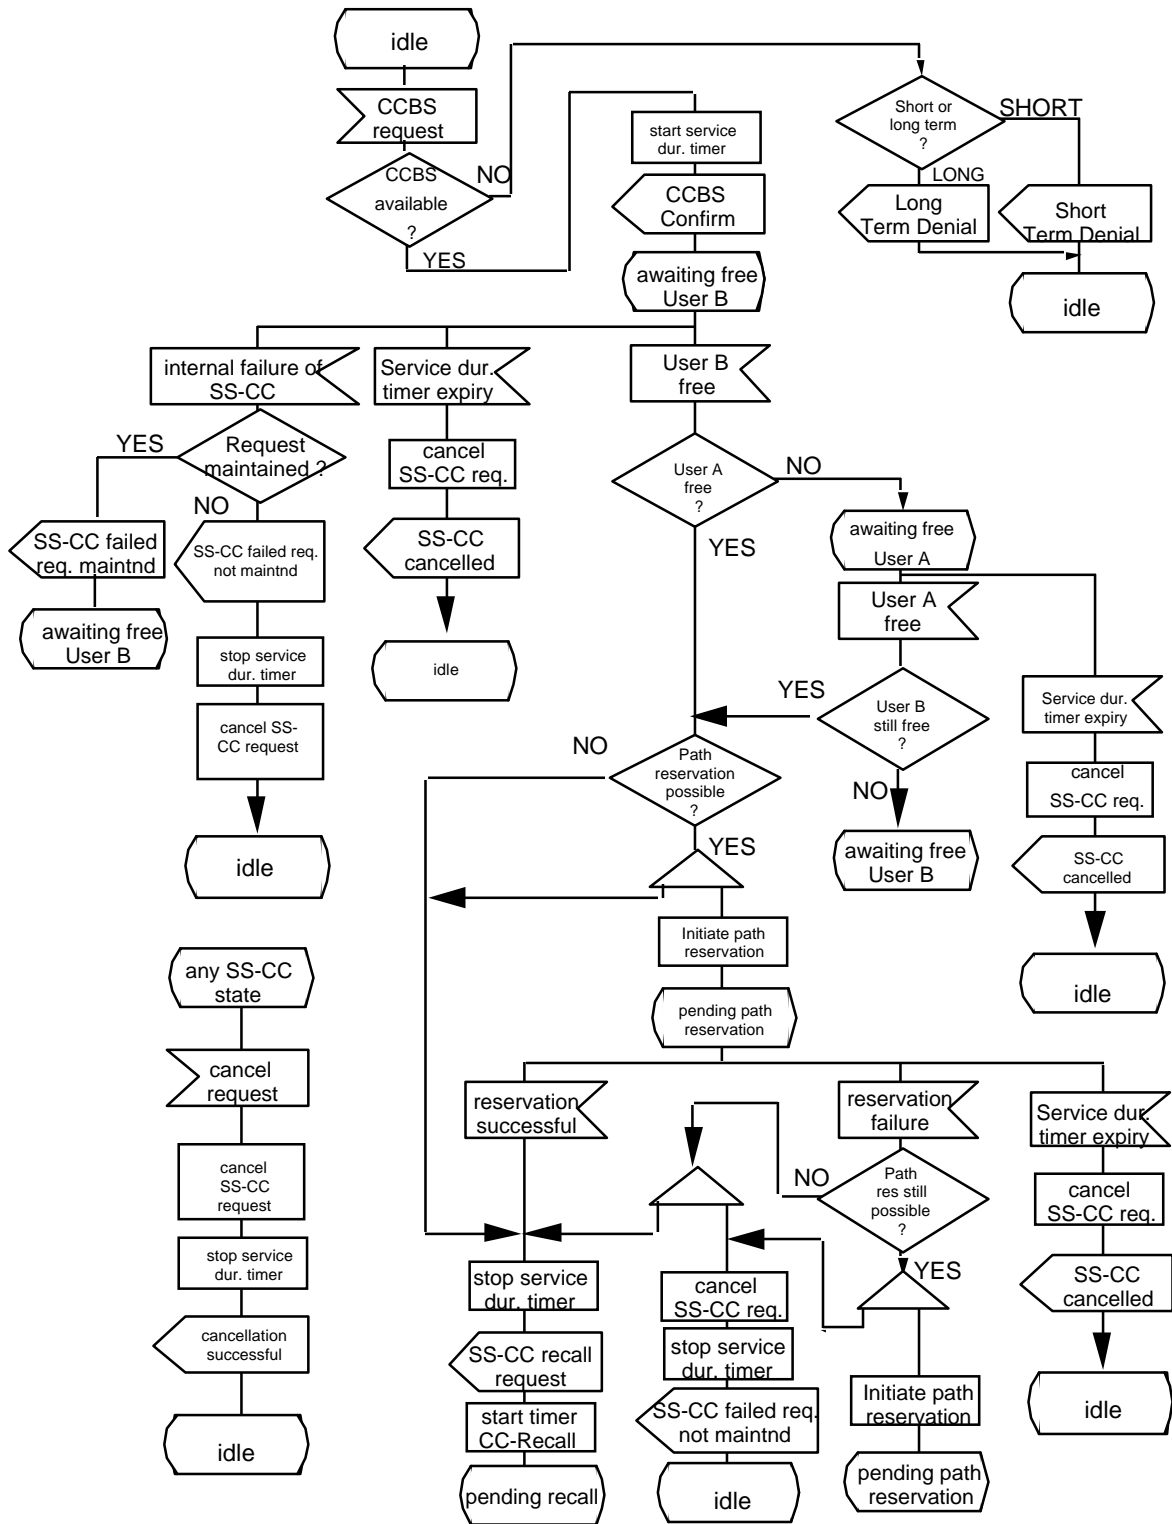 idle
CCBS
request
CCBS
available
?
NO
YES
start service
dur. timer
CCBS
Confirm
awaiting free
User B
Short or
long term
?
SHORT
LONG
Long
Term Denial
Short
Term Denial
idle
internal failure of
SS-CC
Service dur.
timer expiry
User B
free
YES
Request
maintained ?
NO
cancel
SS-CC req.
User A
free
?
NO
YES
SS-CC failed
req. maintnd
SS-CC failed req.
not maintnd
SS-CC
cancelled
awaiting free
User A
User A
free
awaiting free
User B
stop service
dur. timer
idle
cancel SS-
CC request
idle
YES
User B
still free
?
NO
Service dur.
timer expiry
NO
Path
reservation
possible
?
YES
cancel
SS-CC req.
awaiting free
User B
SS-CC
cancelled
idle
Initiate path
reservation
pending path
reservation
any SS-CC
state
cancel
request
cancel
SS-CC
request
stop service
dur. timer
cancellation
successful
idle
reservation
successful
reservation
failure
Service dur.
timer expiry
NO
Path
res still
possible
?
YES
cancel
SS-CC req.
SS-CC
cancelled
idle
stop service
dur. timer
SS-CC recall
request
start timer
CC-Recall
pending recall
cancel
SS-CC req.
stop service
dur. timer
SS-CC failed req.
not maintnd
idle
Initiate path
reservation
pending path
reservation